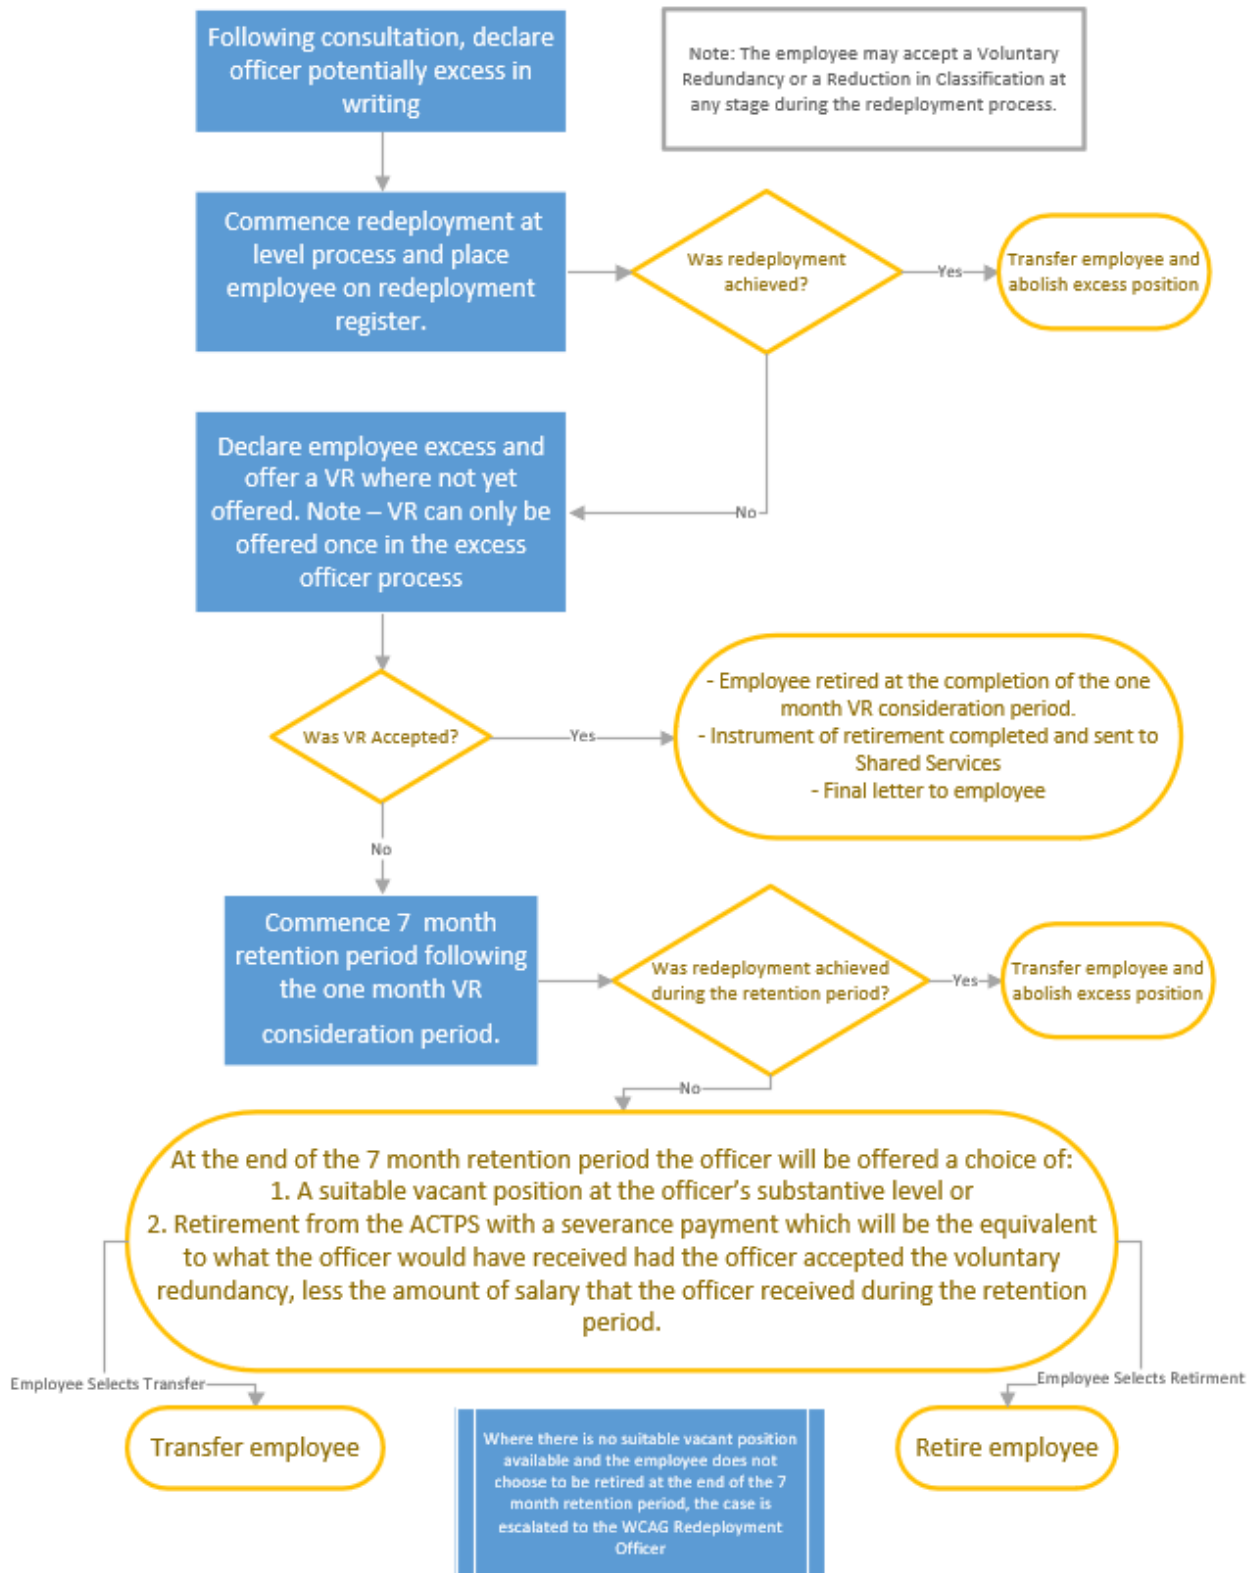 Following consultation, declare
officer potentially excess in
writing
Note: The employee may accept a Voluntary
Redundancy or a Reduction in Classification at
any stage during the redeployment process.
Commence redeployment at
level process and place
employee on redeployment
register.
Was redeployment
achieved?
Yes
Transfer employee and
abolish excess position
Declare employee excess and
offer a VR where not yet
offered. Note – VR can only be
offered once in the excess
officer process
No
Was VR Accepted?
Yes
- Employee retired at the completion of the one
month VR consideration period.
- Instrument of retirement completed and sent to
Shared Services
- Final letter to employee
No
Commence 7 month
retention period following
the one month VR
consideration period.
Was redeployment achieved
during the retention period?
Yes
Transfer employee and
abolish excess position
No
At the end of the 7 month retention period the officer will be offered a choice of:
1. A suitable vacant position at the officer's substantive level or
2. Retirement from the ACTPS with a severance payment which will be the equivalent
to what the officer would have received had the officer accepted the voluntary
redundancy, less the amount of salary that the officer received during the retention
period.
Employee Selects Transfer
Employee Selects Retirment
Transfer employee
Where there is no suitable vacant position
available and the employee does not
choose to be retired at the end of the 7
month retention period, the case is
escalated to the WCAG Redeployment
Officer
Retire employee